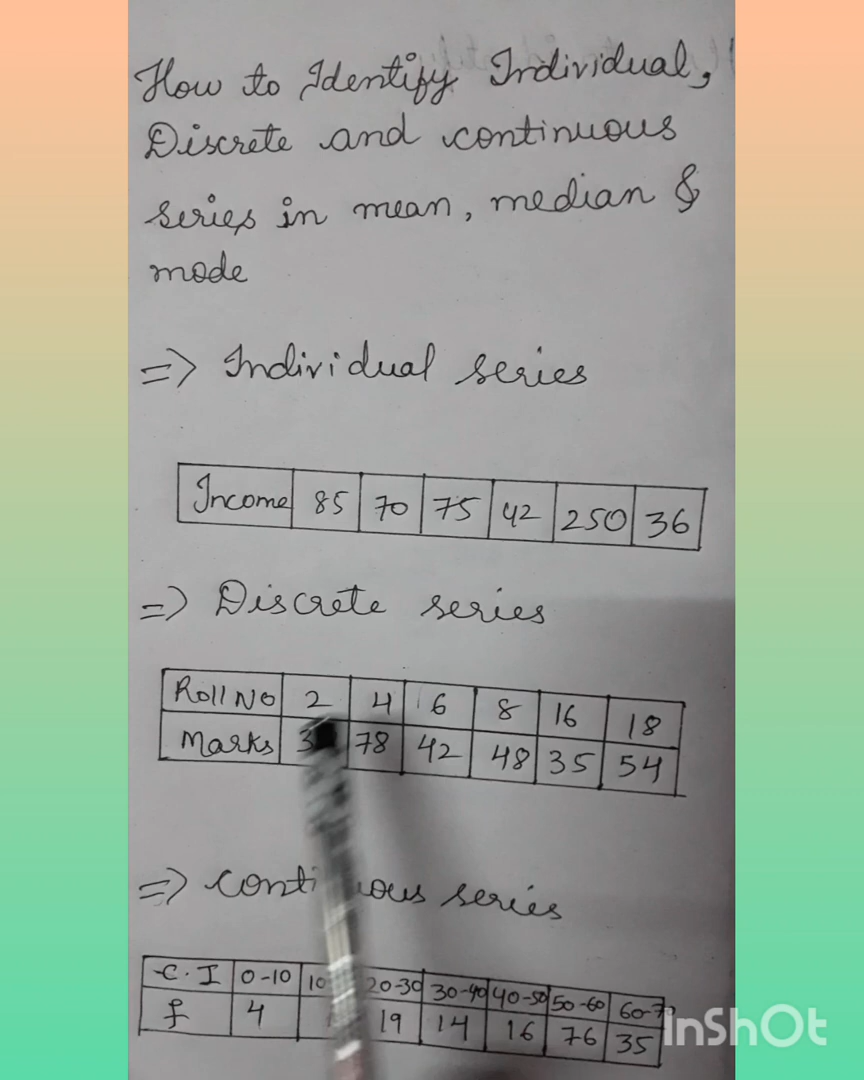 How to Identify Individual,
Discrete and continuous
series in mean, median &
mode
=> Individual series
Income 85 70 75 42 250 36
=> Discrete series
Roll No 2 4 6 8 16 18
Marks 78 42 48 35 54
=> series
C.I 0-10 20-30 30-40 40-50 50-60
f 4 19 14 16 76 35
InShOt